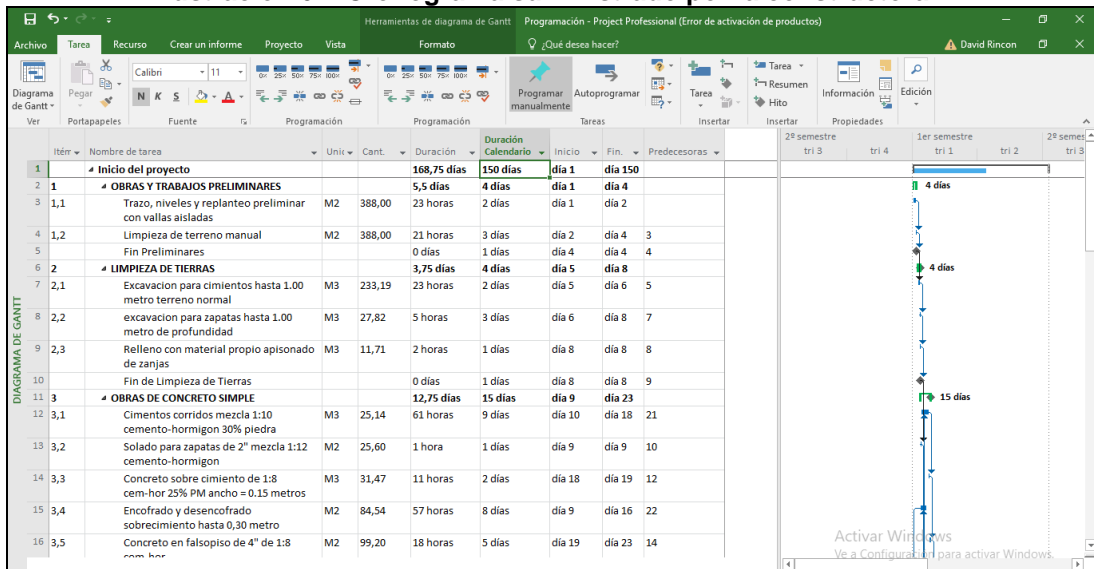 Herramientas de diagrama de Gantt Programación - Project Professional (Error de activación de productos)
Archivo Tarea Recurso Crear un informe Proyecto Vista Formato ¿Qué desea hacer? David Rincon
Calibri 11 0× 25× 50× 75× 100× 0× 25× 50× 75× 100×
Diagrama de Gantt
Pegar
N K S A
Programar manualmente
Autoprogramar
Tarea
Tarea
Resumen
Hito
Información
Edición
Ver Portapapeles Fuente Programación Programación Tareas Insertar Insertar Propiedades
Duración 2º semestre 1er semestre 2º semes
Ítem Nombre de tarea Unic Cant. Duración Calendario Inicio Fin. Predecesoras tri 3 tri 4 tri 1 tri 2 tri 3
1 Inicio del proyecto 168,75 días 150 días día 1 día 150
2 1 OBRAS Y TRABAJOS PRELIMINARES 5,5 días 4 días día 1 día 4 4 días
3 1,1 Trazo, niveles y replanteo preliminar M2 388,00 23 horas 2 días día 1 día 2
con vallas aisladas
4 1,2 Limpieza de terreno manual M2 388,00 21 horas 3 días día 2 día 4 3
5 Fin Preliminares 0 días 1 días día 4 día 4 4
6 2 LIMPIEZA DE TIERRAS 3,75 días 4 días día 5 día 8 4 días
7 2,1 Excavacion para cimientos hasta 1.00 M3 233,19 23 horas 2 días día 5 día 6 5
metro terreno normal
8 2,2 excavacion para zapatas hasta 1.00 M3 27,82 5 horas 3 días día 6 día 8 7
metro de profundidad
9 2,3 Relleno con material propio apisonado M3 11,71 2 horas 1 días día 8 día 8 8
de zanjas
10 Fin de Limpieza de Tierras 0 días 1 días día 8 día 8 9
11 3 OBRAS DE CONCRETO SIMPLE 12,75 días 15 días día 9 día 23 15 días
12 3,1 Cimentos corridos mezcla 1:10 M3 25,14 61 horas 9 días día 10 día 18 21
cemento-hormigon 30% piedra
13 3,2 Solado para zapatas de 2" mezcla 1:12 M2 25,60 1 hora 1 días día 9 día 9 10
cemento-hormigon
14 3,3 Concreto sobre cimiento de 1:8 M3 31,47 11 horas 2 días día 18 día 19 12
cem-hor 25% PM ancho = 0.15 metros
15 3,4 Encofrado y desencofrado M2 84,54 57 horas 8 días día 9 día 16 22
sobrecimiento hasta 0,30 metro
16 3,5 Concreto en falsopiso de 4" de 1:8 M2 99,20 18 horas 5 días día 19 día 23 14
cem-hor
DIAGRAMA DE GANTT
Activar Windows
Ve a Configuración para activar Windows.